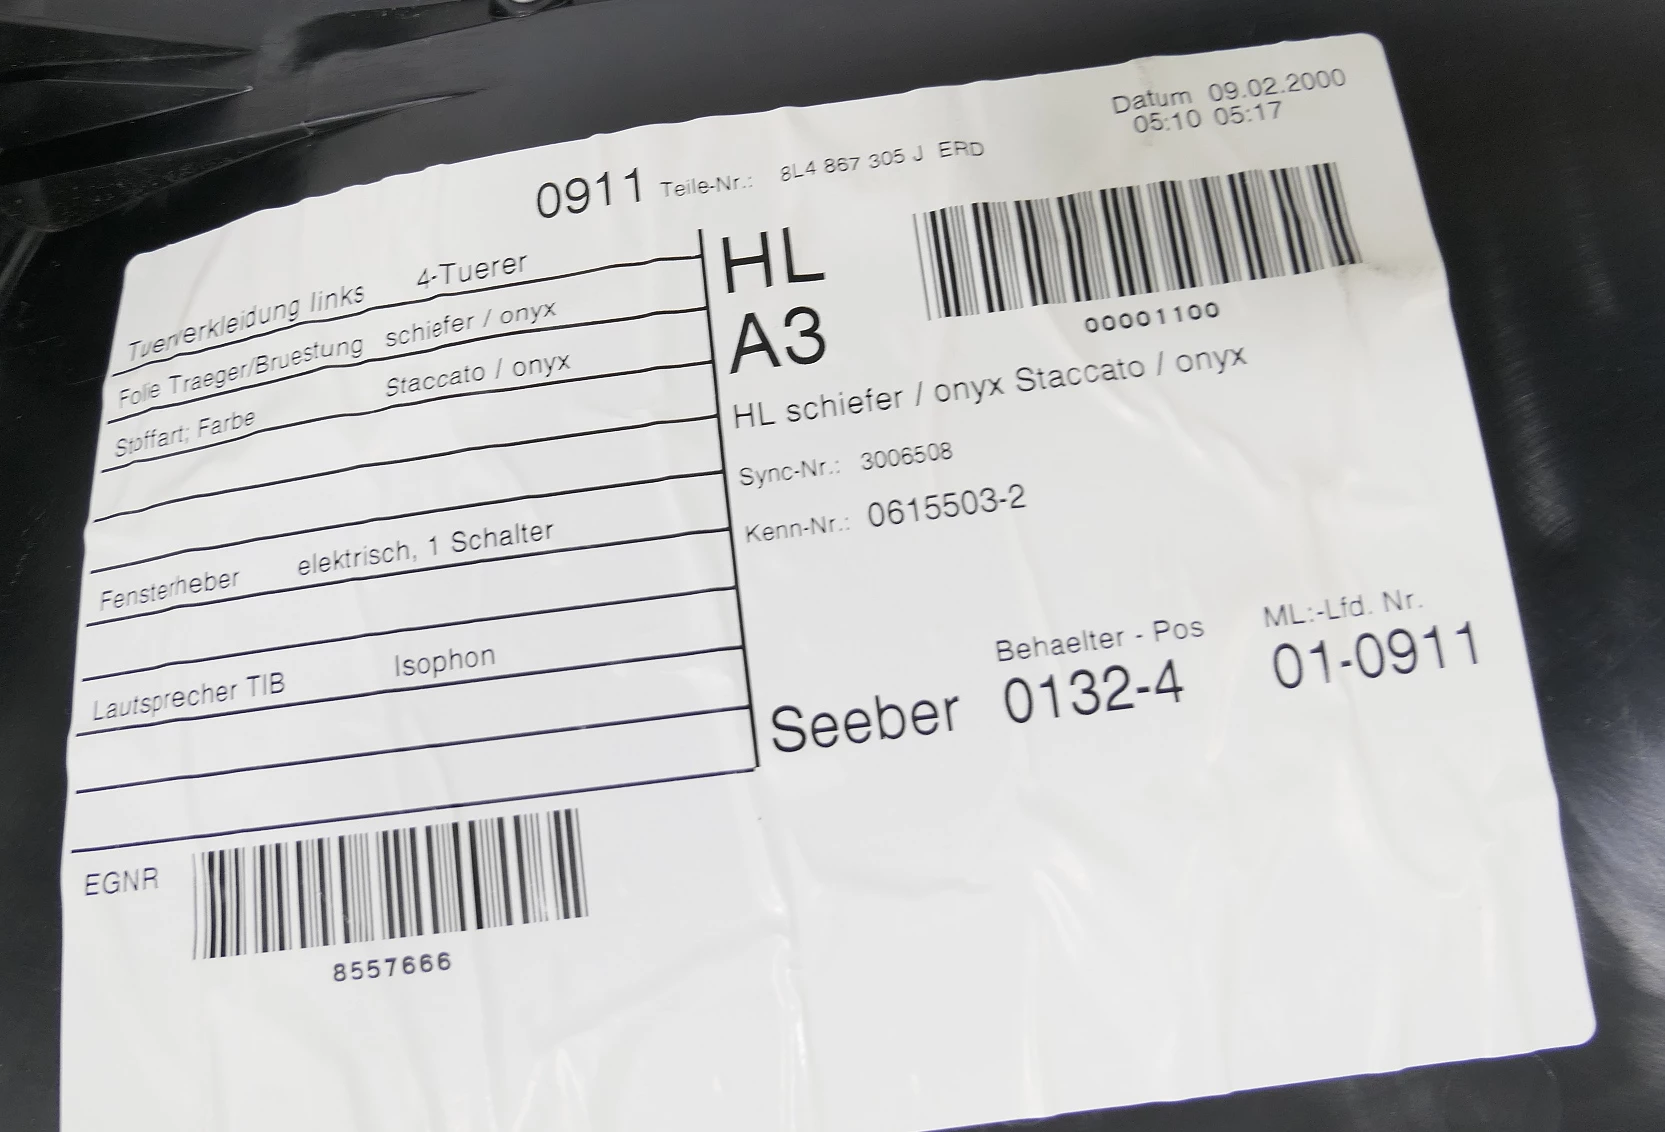 Datum 09.02.2000
05:10 05:17
0911 Teile-Nr.: 8L4 867 305 J ERD
Tuerverkleidung links 4-Tuerer
Folie Traeger/Bruestung schiefer / onyx
Stoffart; Farbe Staccato / onyx
Fensterheber elektrisch, 1 Schalter
Lautsprecher TIB Isophon
HL
A3
00001100
HL schiefer / onyx Staccato / onyx
Sync-Nr.: 3006508
Kenn-Nr.: 0615503-2
Behaelter - Pos ML:-Lfd. Nr.
Seeber 0132-4 01-0911
EGNR
8557666